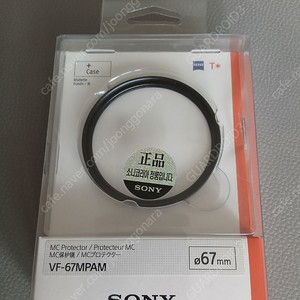 +
Case
ZEISS
T*
正品
소니코리아 정품입니다
SONY
MC Protector / Protecteur MC
MC保护镜 / MCプロテクター
VF-67MPAM
ø67mm
SONY